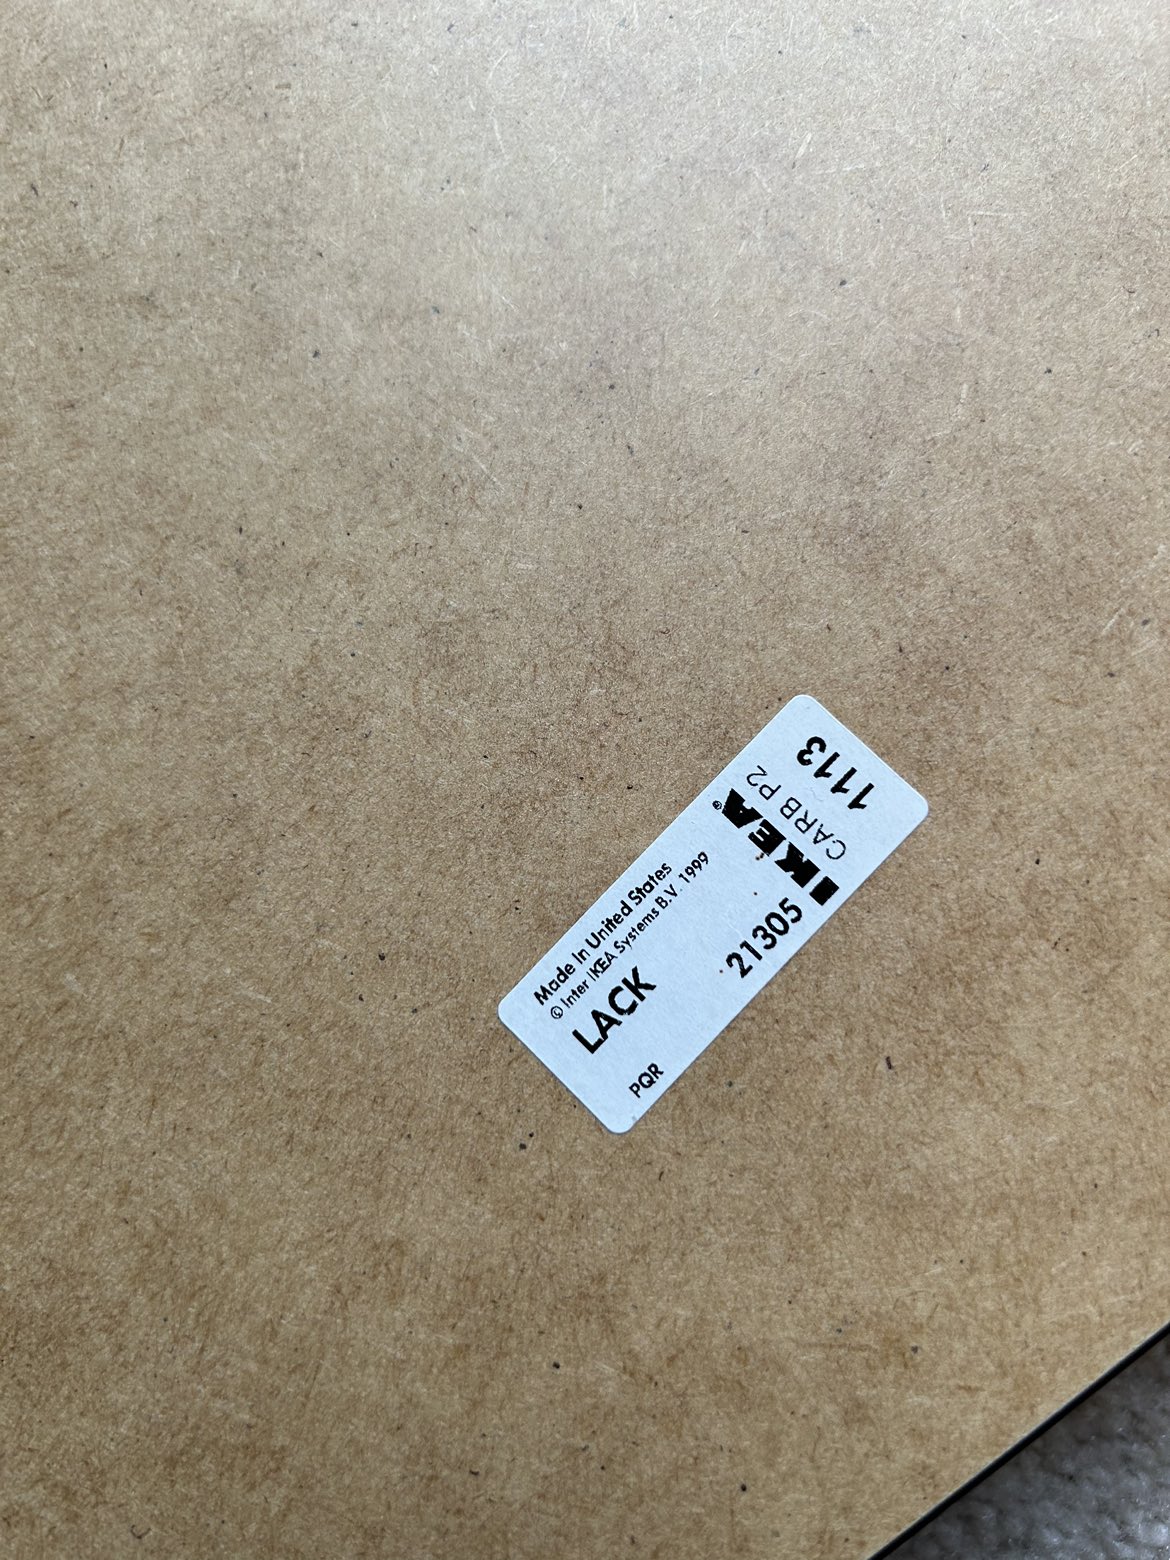 Made In United States
© Inter IKEA Systems B.V. 1999
LACK
PQR
21305
IKEA®
CARB P2
1113